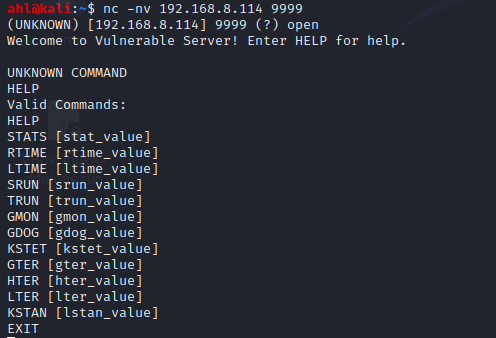 ahl@kali:~$ nc -nv 192.168.8.114 9999
(UNKNOWN) [192.168.8.114] 9999 (?) open
Welcome to Vulnerable Server! Enter HELP for help.
UNKNOWN COMMAND
HELP
Valid Commands:
HELP
STATS [stat_value]
RTIME [rtime_value]
LTIME [ltime_value]
SRUN [srun_value]
TRUN [trun_value]
GMON [gmon_value]
GDOG [gdog_value]
KSTET [kstet_value]
GTER [gter_value]
HTER [hter_value]
LTER [lter_value]
KSTAN [lstan_value]
EXIT